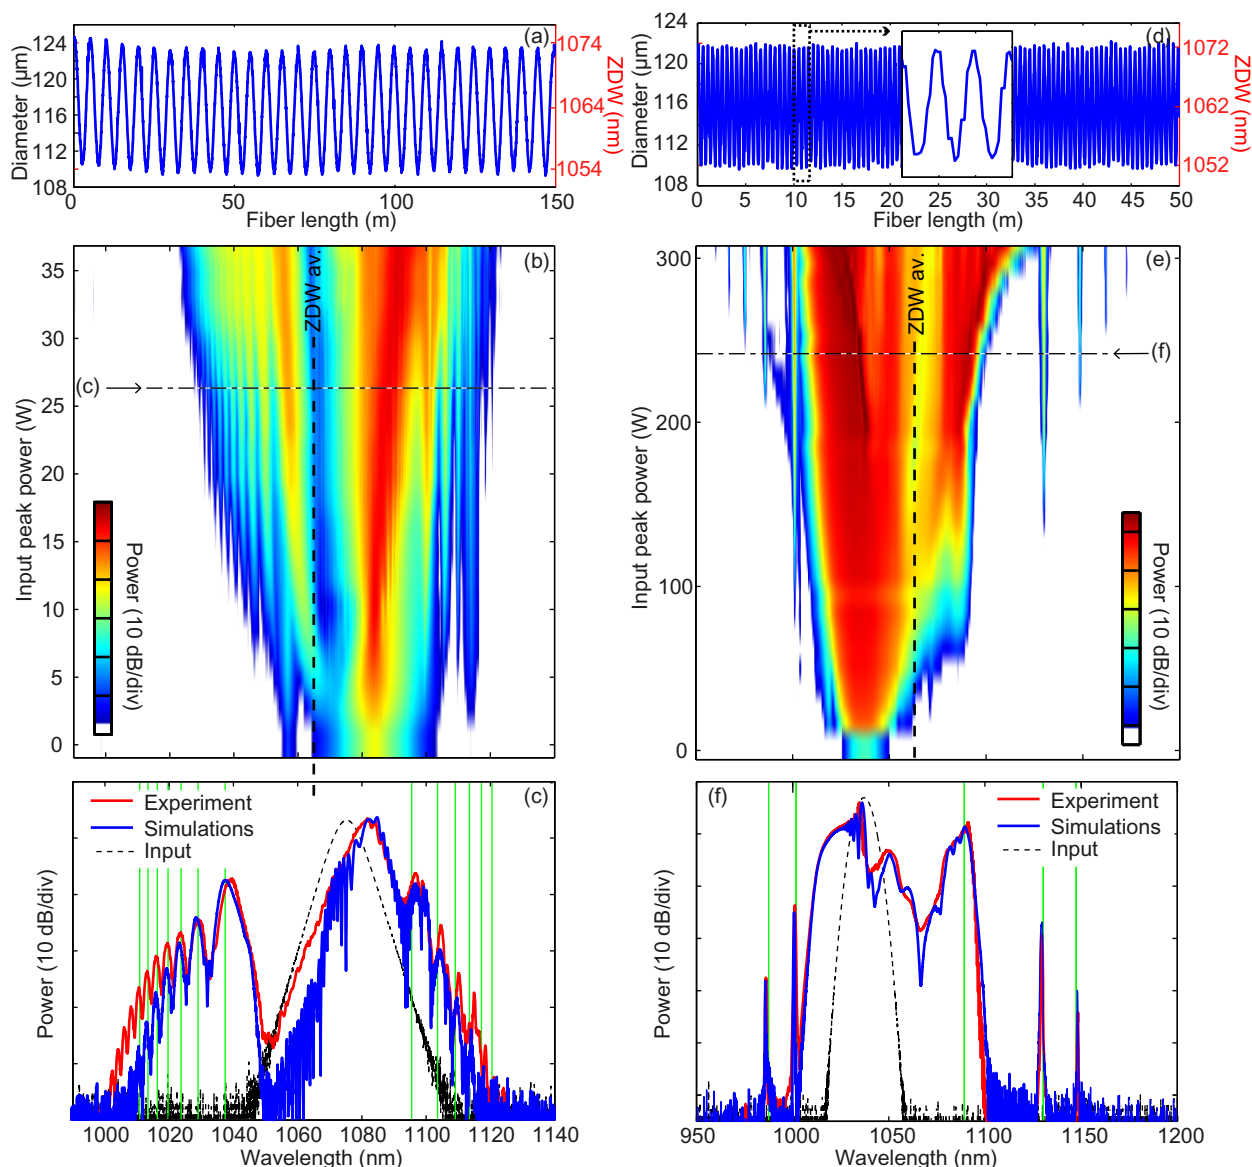 (a)
Diameter (μm)
124
120
116
112
108
1074
1064
1054
ZDW (nm)
0
50
100
150
Fiber length (m)
(d)
Diameter (μm)
124
120
116
112
108
1072
1062
1052
ZDW (nm)
0
5
10
15
20
25
30
35
40
45
50
Fiber length (m)
(b)
Input peak power (W)
35
30
25
20
15
10
5
0
ZDW av.
(c)
Power (10 dB/div)
(e)
Input peak power (W)
300
200
100
0
ZDW av.
(f)
Power (10 dB/div)
(c)
Experiment
Simulations
Input
Power (10 dB/div)
1000
1020
1040
1060
1080
1100
1120
1140
Wavelength (nm)
(f)
Experiment
Simulations
Input
Power (10 dB/div)
950
1000
1050
1100
1150
1200
Wavelength (nm)